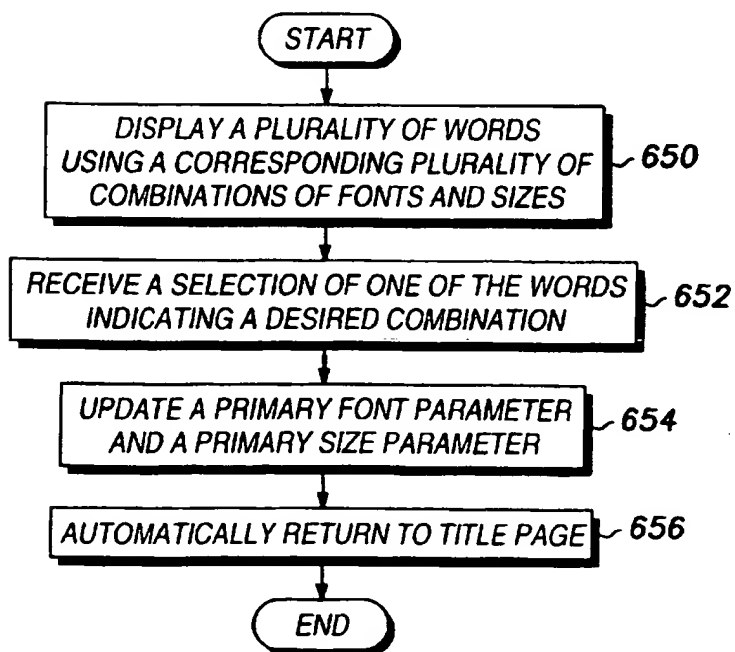 START
DISPLAY A PLURALITY OF WORDS
USING A CORRESPONDING PLURALITY OF
COMBINATIONS OF FONTS AND SIZES
650
RECEIVE A SELECTION OF ONE OF THE WORDS
INDICATING A DESIRED COMBINATION
652
UPDATE A PRIMARY FONT PARAMETER
AND A PRIMARY SIZE PARAMETER
654
AUTOMATICALLY RETURN TO TITLE PAGE
656
END